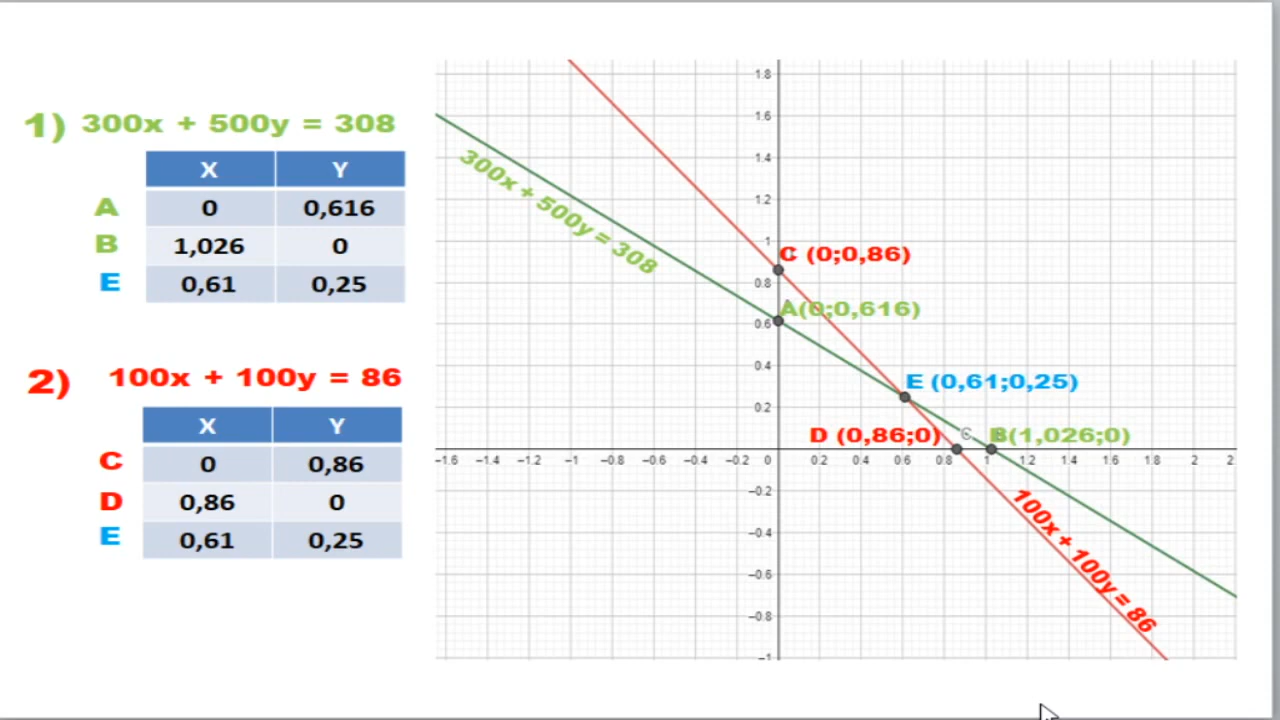 1) 300x + 500y = 308
X Y
A 0 0,616
B 1,026 0
E 0,61 0,25
2) 100x + 100y = 86
X Y
C 0 0,86
D 0,86 0
E 0,61 0,25
1.8
1.6
1.4
1.2
1
0.8
0.6
0.4
0.2
300x + 500y = 308
C (0;0,86)
A(0;0,616)
E (0,61;0,25)
D (0,86;0) C B(1,026;0)
−1.6 −1.4 −1.2 −1 −0.8 −0.6 −0.4 −0.2 0 0.2 0.4 0.6 0.8 1 1.2 1.4 1.6 1.8 2 2.
−0.2
−0.4
−0.6
−0.8
−1
100x + 100y = 86